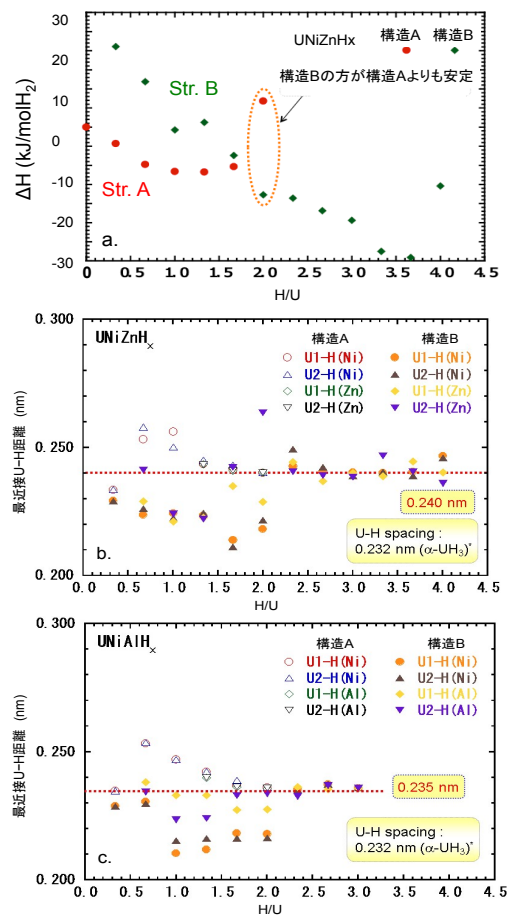 UNiZnHx
構造A 構造B
構造Bの方が構造Aよりも安定
Str. B
Str. A
ΔH (kJ/molH2)
30
20
10
0
-10
-20
-30
a.
0 0.5 1.0 1.5 2.0 2.5 3.0 3.5 4.0 4.5
H/U
0.300
UNiZnHx
構造A 構造B
U1-H(Ni) U1-H(Ni)
U2-H(Ni) U2-H(Ni)
U1-H(Zn) U1-H(Zn)
U2-H(Zn) U2-H(Zn)
最近接U-H距離 (nm)
0.250
0.240 nm
U-H spacing :
0.232 nm (α-UH3)*
b.
0.200
0.0 0.5 1.0 1.5 2.0 2.5 3.0 3.5 4.0 4.5
H/U
0.300
UNiAlHx
構造A 構造B
U1-H(Ni) U1-H(Ni)
U2-H(Ni) U2-H(Ni)
U1-H(Al) U1-H(Al)
U2-H(Al) U2-H(Al)
最近接U-H距離 (nm)
0.250
0.235 nm
U-H spacing :
0.232 nm (α-UH3)*
c.
0.200
0.0 0.5 1.0 1.5 2.0 2.5 3.0 3.5 4.0 4.5
H/U